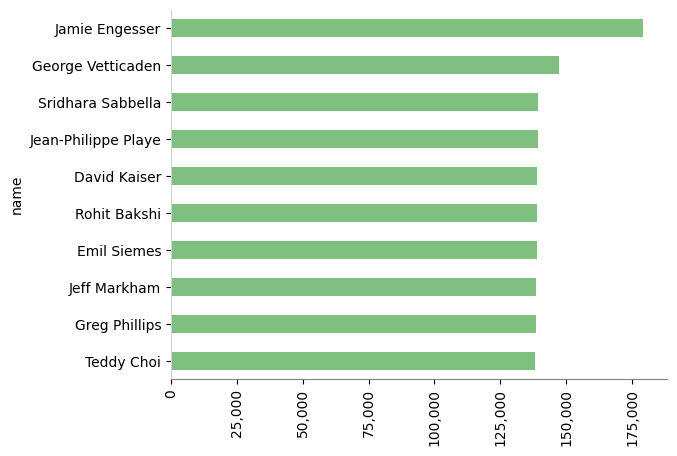 Jamie Engesser
George Vetticaden
Sridhara Sabbella
Jean-Philippe Playe
David Kaiser
Rohit Bakshi
Emil Siemes
Jeff Markham
Greg Phillips
Teddy Choi
name
0
25,000
50,000
75,000
100,000
125,000
150,000
175,000